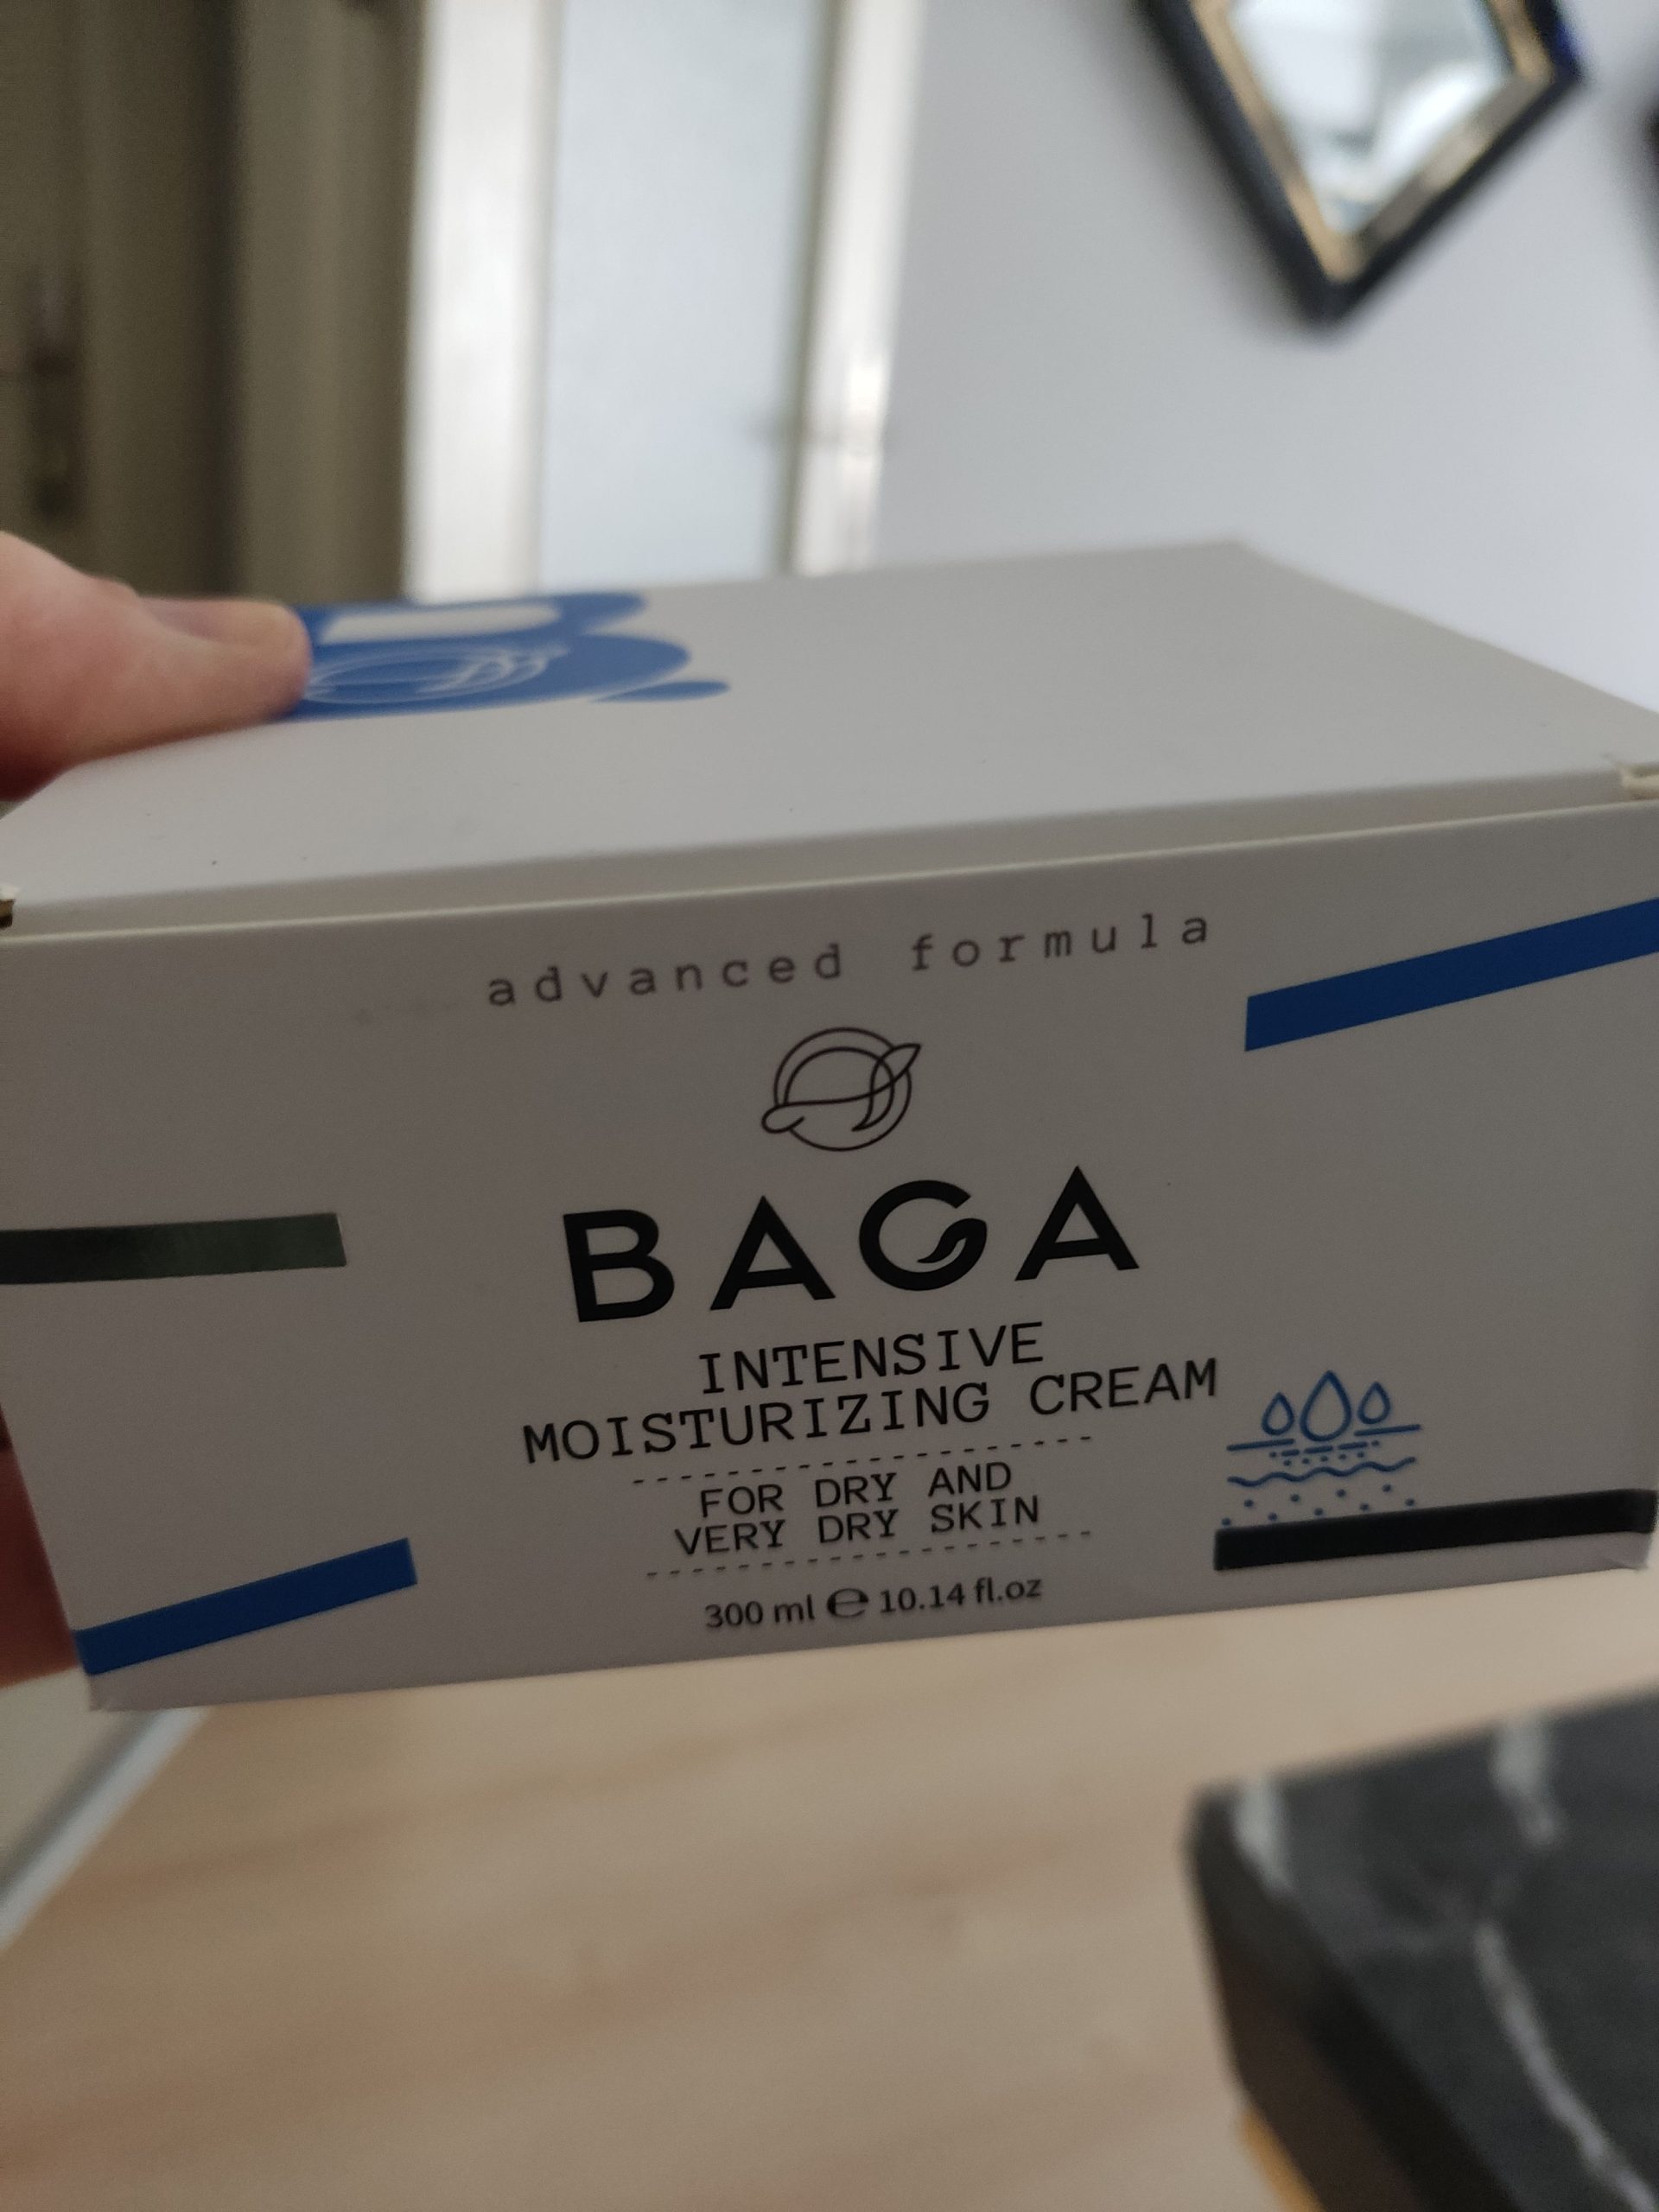 advanced formula
BAGA
INTENSIVE
MOISTURIZING CREAM
FOR DRY AND
VERY DRY SKIN
300 ml ℮ 10.14 fl.oz